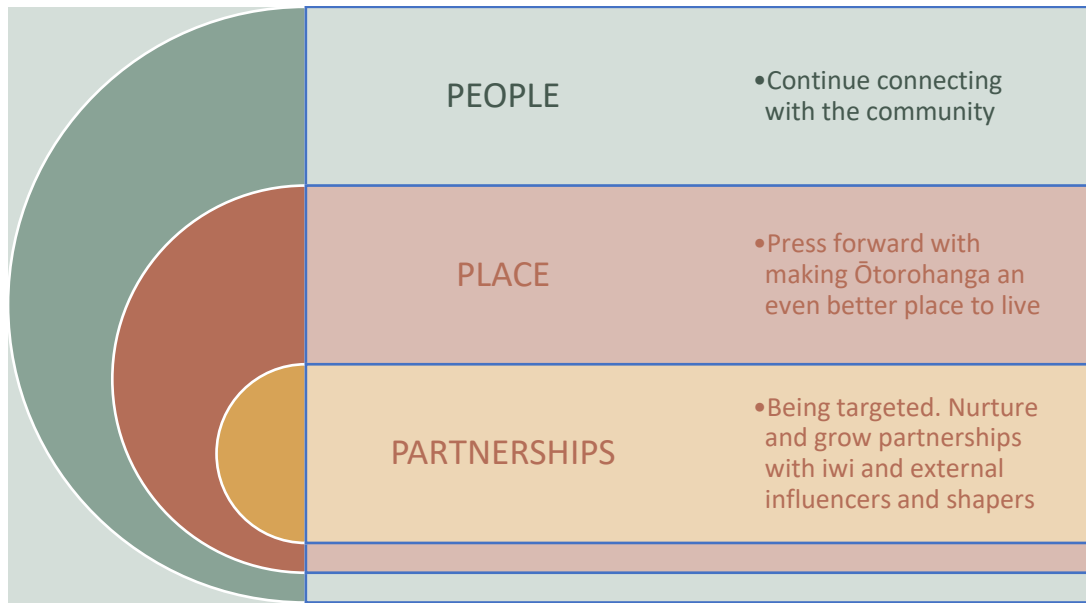 PEOPLE
•Continue connecting
with the community
PLACE
•Press forward with
making Ōtorohanga an
even better place to live
PARTNERSHIPS
•Being targeted. Nurture
and grow partnerships
with iwi and external
influencers and shapers